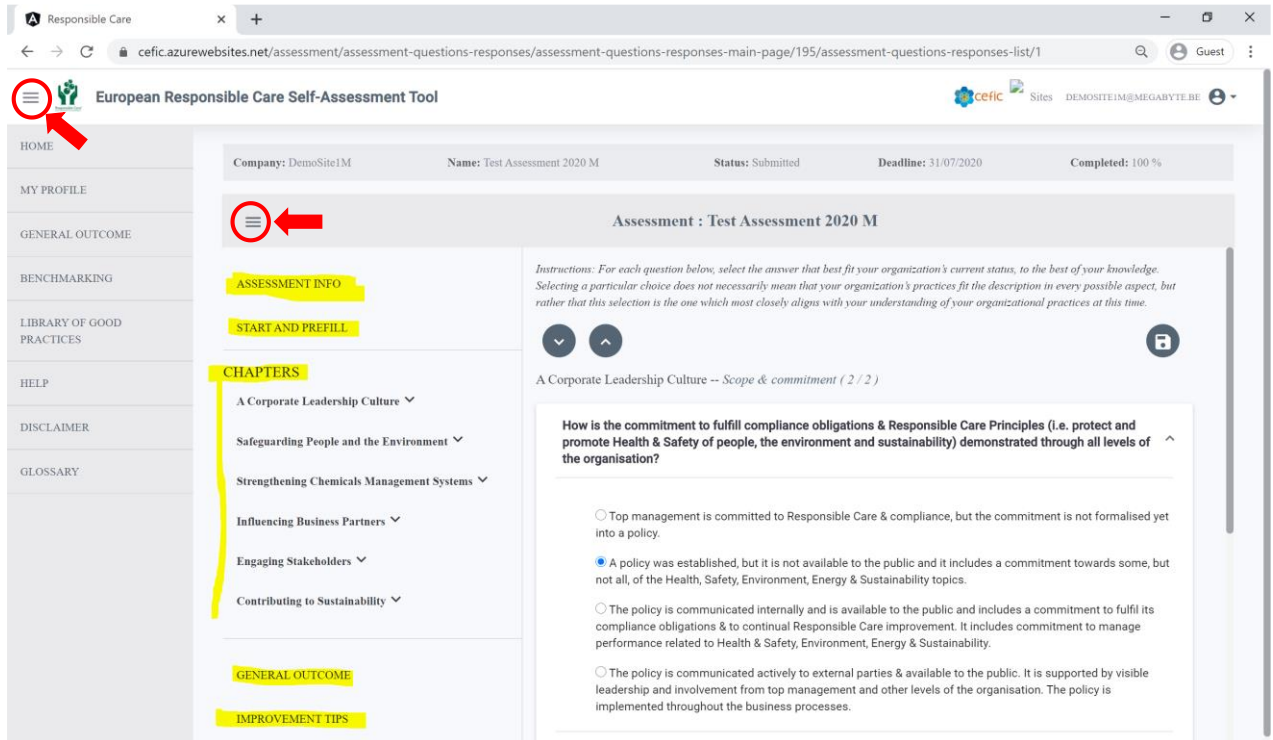 Responsible Care
cefic.azurewebsites.net/assessment/assessment-questions-responses/assessment-questions-responses-main-page/195/assessment-questions-responses-list/1
Guest
European Responsible Care Self-Assessment Tool
cefic
Sites
DEMOSITE1M@MEGABYTE.BE
HOME
MY PROFILE
GENERAL OUTCOME
BENCHMARKING
LIBRARY OF GOOD
PRACTICES
HELP
DISCLAIMER
GLOSSARY
Company: DemoSite1M
Name: Test Assessment 2020 M
Status: Submitted
Deadline: 31/07/2020
Completed: 100 %
Assessment : Test Assessment 2020 M
ASSESSMENT INFO
START AND PREFILL
CHAPTERS
A Corporate Leadership Culture
Safeguarding People and the Environment
Strengthening Chemicals Management Systems
Influencing Business Partners
Engaging Stakeholders
Contributing to Sustainability
GENERAL OUTCOME
IMPROVEMENT TIPS
Instructions: For each question below, select the answer that best fit your organization's current status, to the best of your knowledge.
Selecting a particular choice does not necessarily mean that your organization's practices fit the description in every possible aspect, but
rather that this selection is the one which most closely aligns with your understanding of your organizational practices at this time.
A Corporate Leadership Culture -- Scope & commitment ( 2 / 2 )
How is the commitment to fulfill compliance obligations & Responsible Care Principles (i.e. protect and
promote Health & Safety of people, the environment and sustainability) demonstrated through all levels of
the organisation?
Top management is committed to Responsible Care & compliance, but the commitment is not formalised yet
into a policy.
A policy was established, but it is not available to the public and it includes a commitment towards some, but
not all, of the Health, Safety, Environment, Energy & Sustainability topics.
The policy is communicated internally and is available to the public and includes a commitment to fulfil its
compliance obligations & to continual Responsible Care improvement. It includes commitment to manage
performance related to Health & Safety, Environment, Energy & Sustainability.
The policy is communicated actively to external parties & available to the public. It is supported by visible
leadership and involvement from top management and other levels of the organisation. The policy is
implemented throughout the business processes.